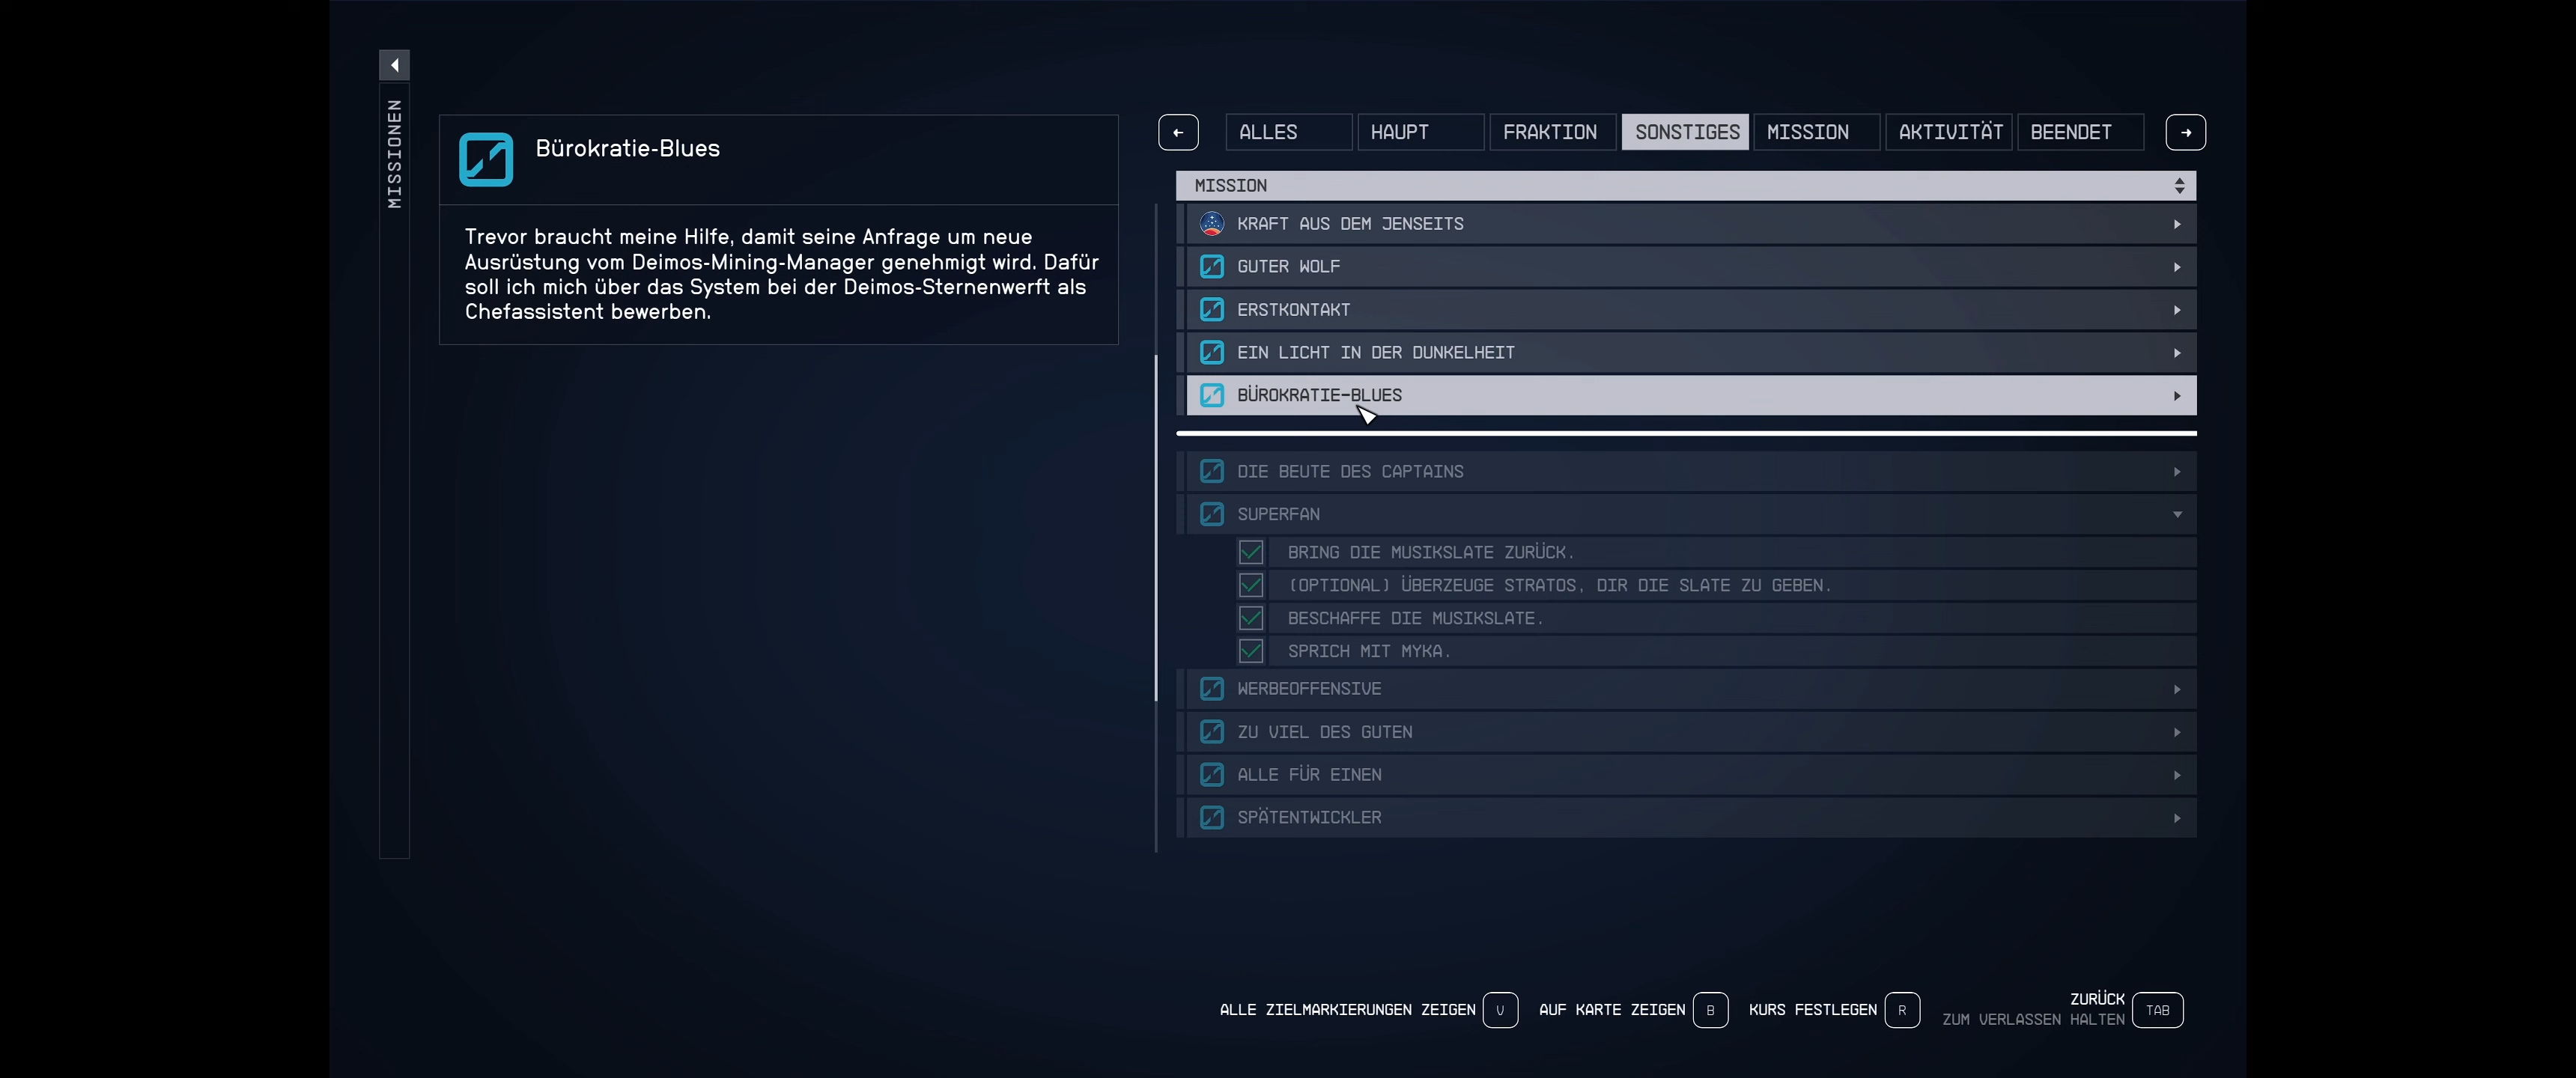 MISSIONEN
Bürokratie-Blues
Trevor braucht meine Hilfe, damit seine Anfrage um neue
Ausrüstung vom Deimos-Mining-Manager genehmigt wird. Dafür
soll ich mich über das System bei der Deimos-Sternenwerft als
Chefassistent bewerben.
ALLES HAUPT FRAKTION SONSTIGES MISSION AKTIVITÄT BEENDET
MISSION
KRAFT AUS DEM JENSEITS
GUTER WOLF
ERSTKONTAKT
EIN LICHT IN DER DUNKELHEIT
BÜROKRATIE-BLUES
DIE BEUTE DES CAPTAINS
SUPERFAN
BRING DIE MUSIKSLATE ZURÜCK.
(OPTIONAL) ÜBERZEUGE STRATOS, DIR DIE SLATE ZU GEBEN.
BESCHAFFE DIE MUSIKSLATE.
SPRICH MIT MYKA.
WERBEOFFENSIVE
ZU VIEL DES GUTEN
ALLE FÜR EINEN
SPÄTENTWICKLER
ALLE ZIELMARKIERUNGEN ZEIGEN V AUF KARTE ZEIGEN B KURS FESTLEGEN R ZURÜCK TAB
ZUM VERLASSEN HALTEN